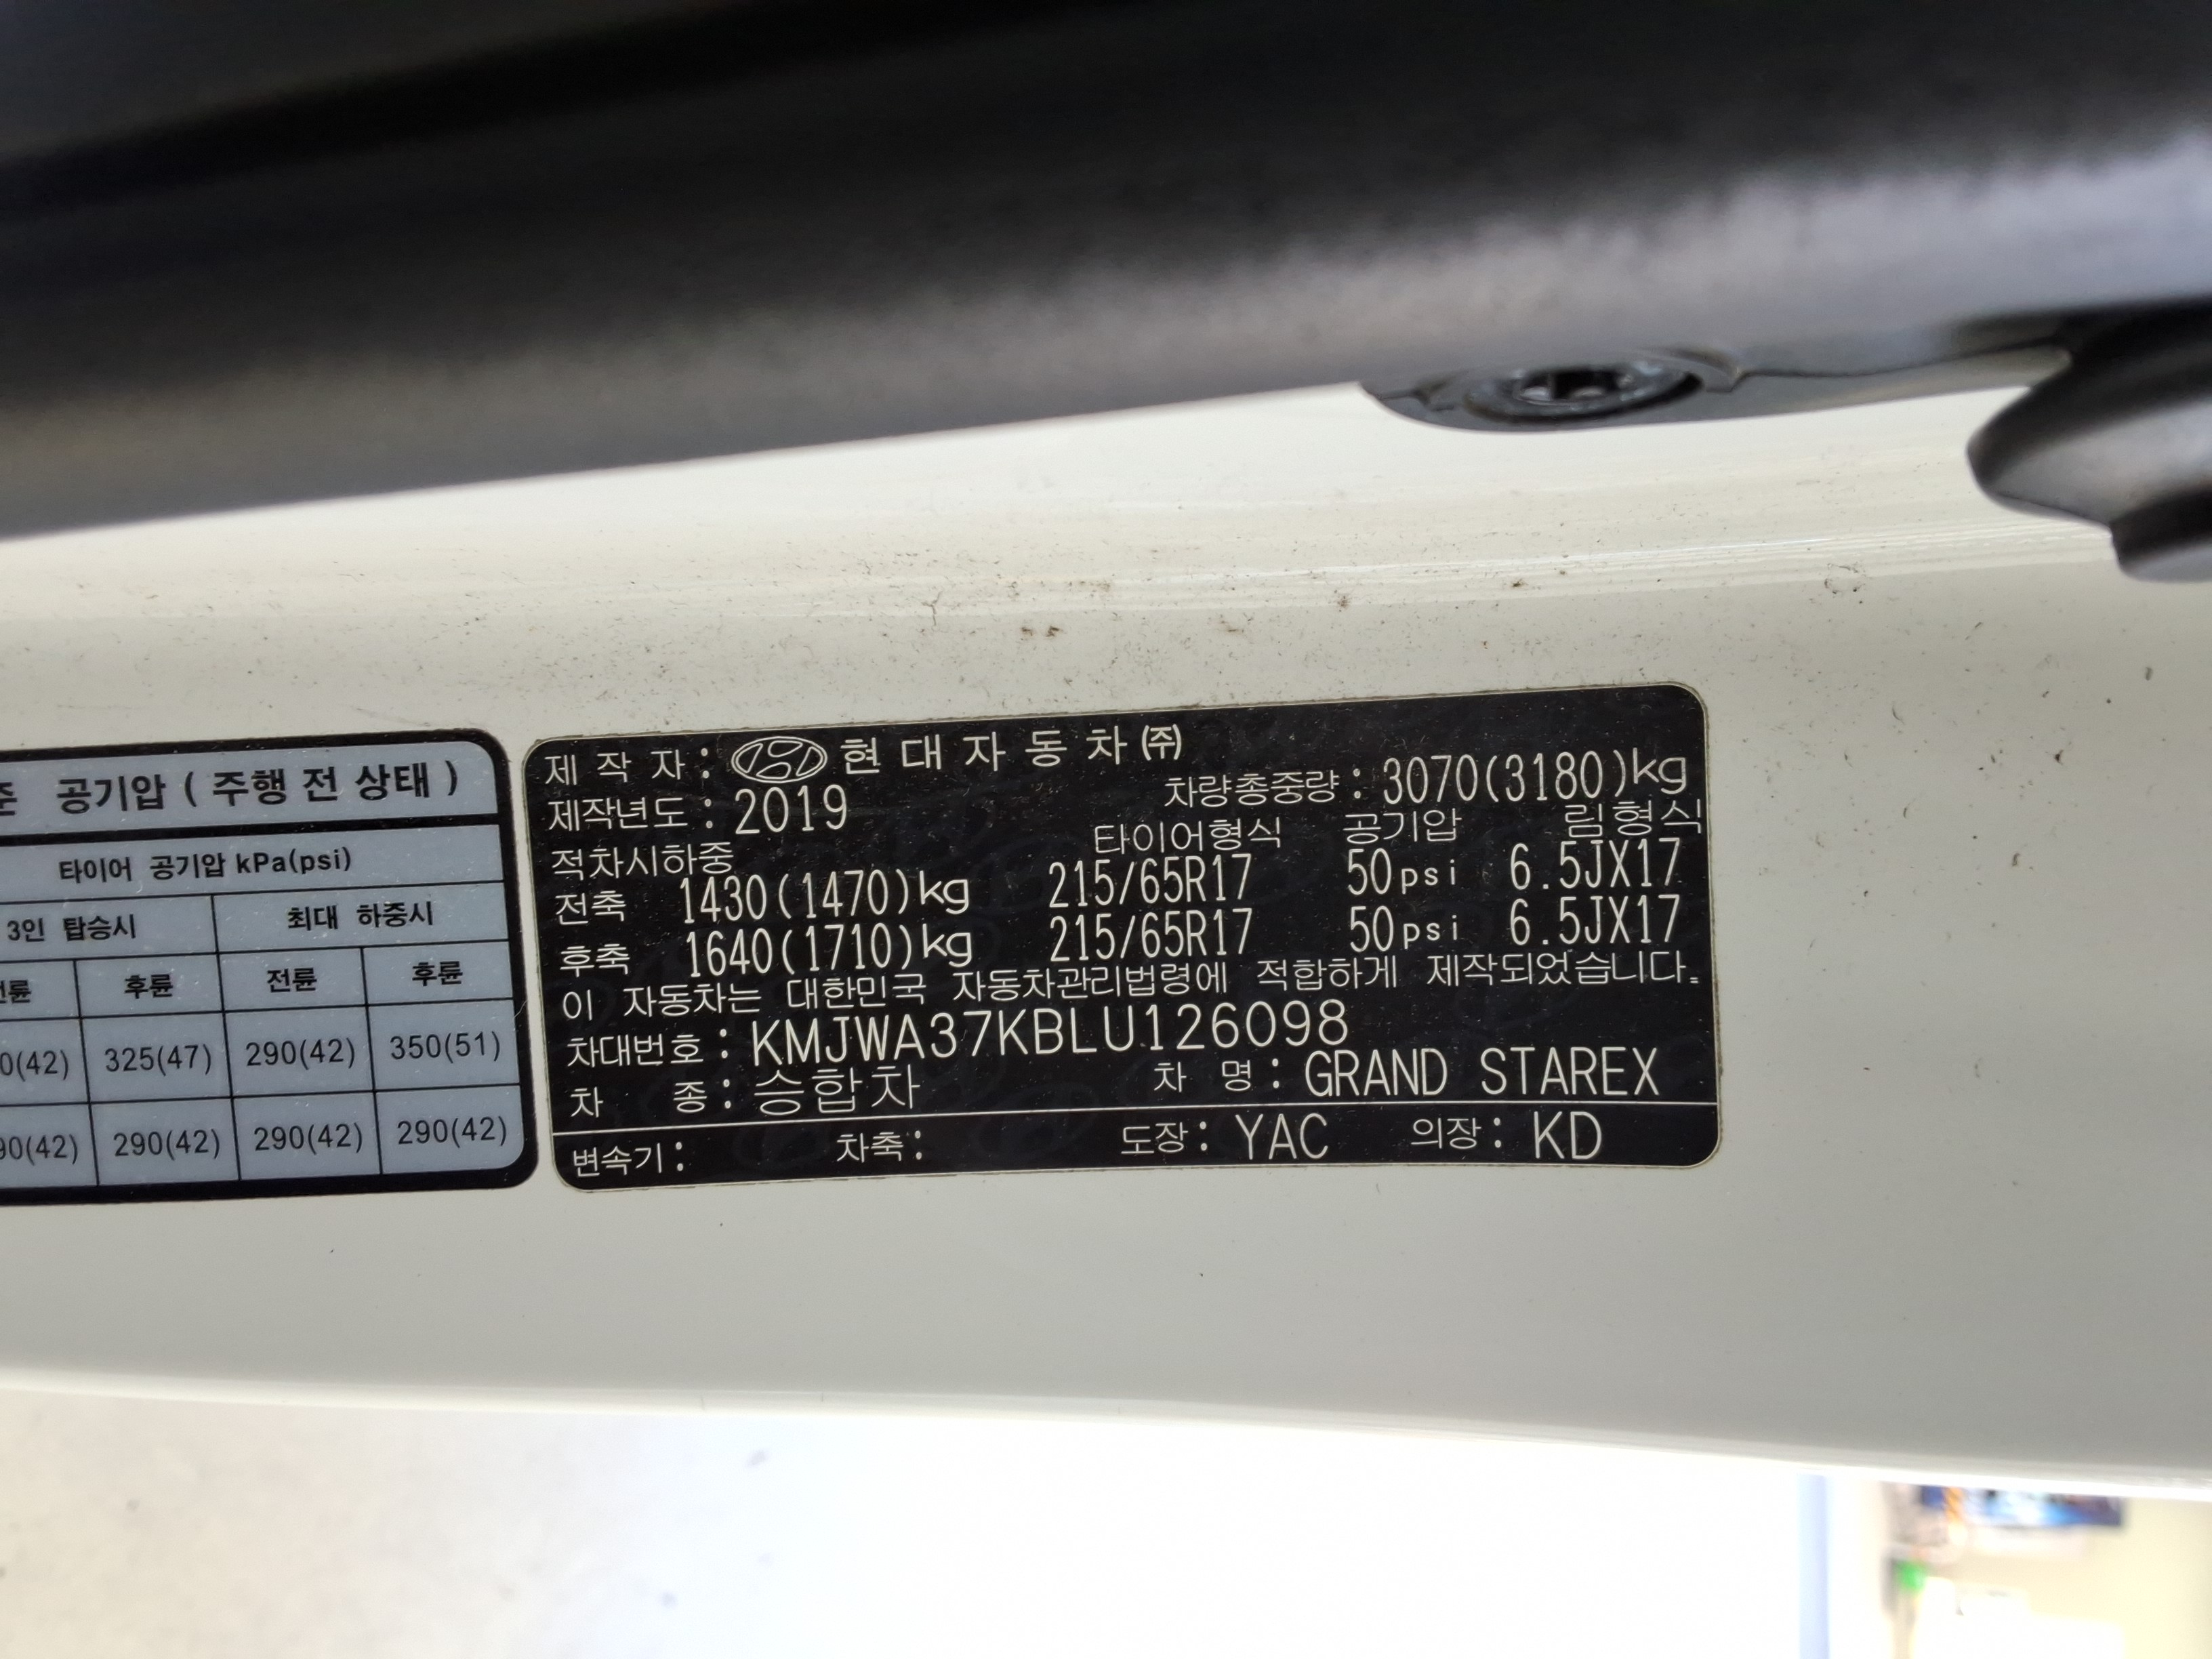 공기압 ( 주행 전 상태 )
타이어 공기압 kPa(psi)
3인 탑승시 최대 하중시
후륜 전륜 후륜
(42) 325(47) 290(42) 350(51)
(42) 290(42) 290(42) 290(42)
제 작 자 : 현 대 자 동 차 ㈜
제작년도 : 2019 차량총중량 : 3070(3180)kg
적차시하중 타이어형식 공기압 림형식
전축 1430(1470)kg 215/65R17 50psi 6.5JX17
후축 1640(1710)kg 215/65R17 50psi 6.5JX17
이 자동차는 대한민국 자동차관리법령에 적합하게 제작되었습니다.
차대번호 : KMJWA37KBLU126098
차 종 : 승합차 차 명 : GRAND STAREX
변속기 : 차축 : 도장 : YAC 의장 : KD